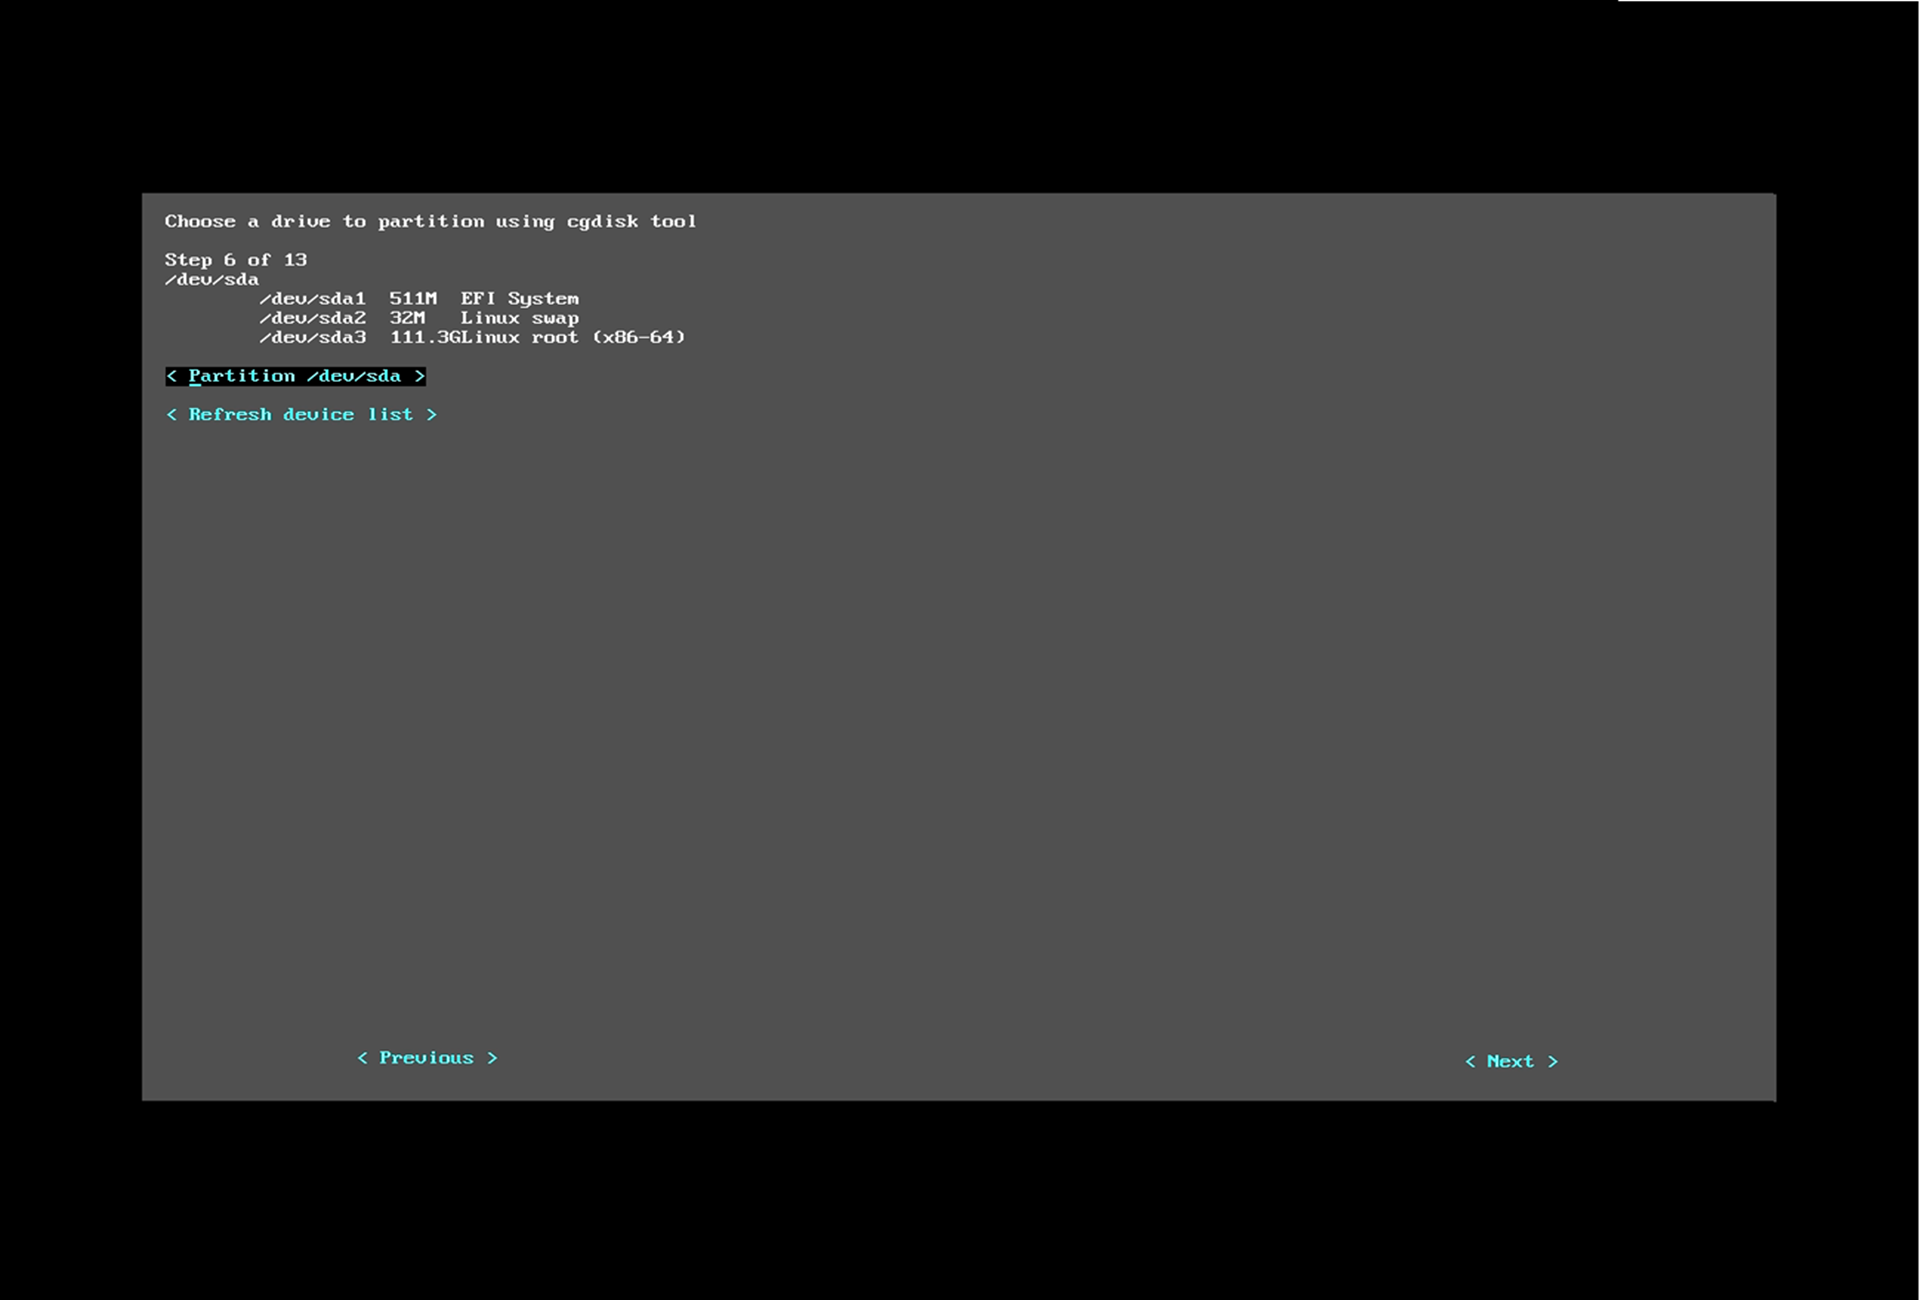 Choose a drive to partition using cgdisk tool
Step 6 of 13
/dev/sda
/dev/sda1 511M EFI System
/dev/sda2 32M Linux swap
/dev/sda3 111.3GLinux root (x86-64)
< Partition /dev/sda >
< Refresh device list >
< Previous >
< Next >